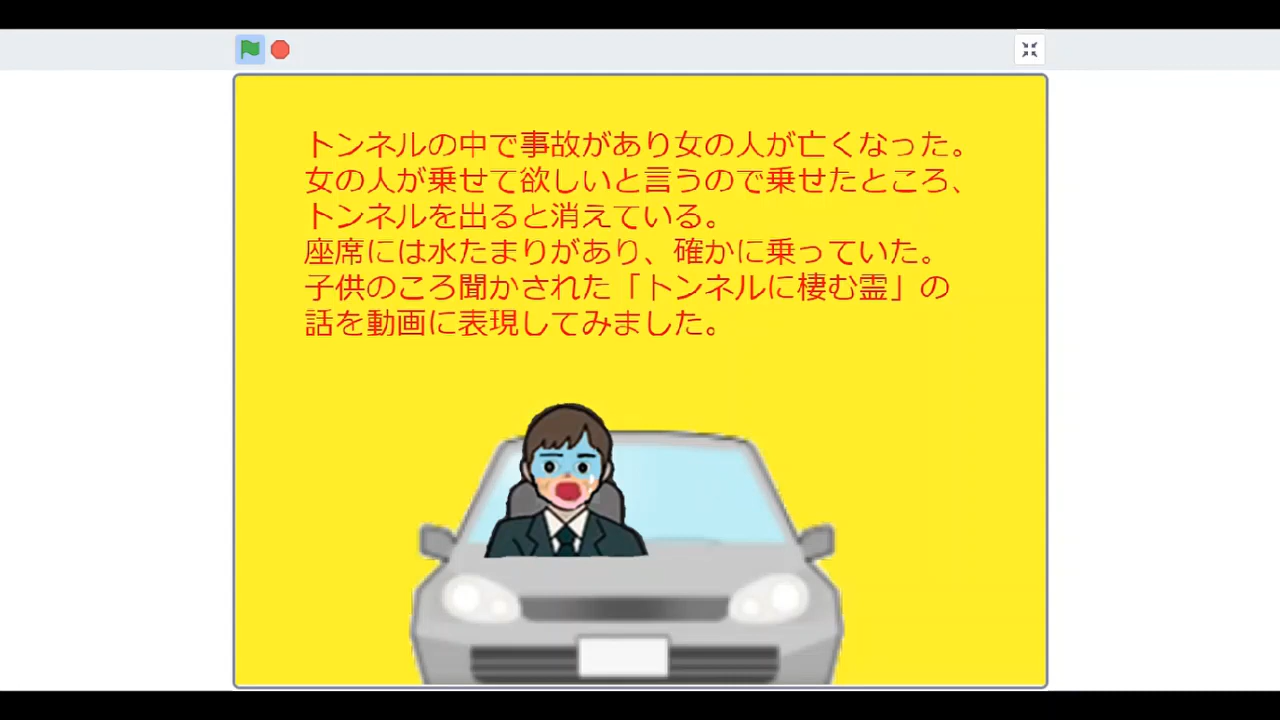 トンネルの中で事故があり女の人が亡くなった。
女の人が乗せて欲しいと言うので乗せたところ、
トンネルを出ると消えている。
座席には水たまりがあり、確かに乗っていた。
子供のころ聞かされた「トンネルに棲む霊」の
話を動画に表現してみました。